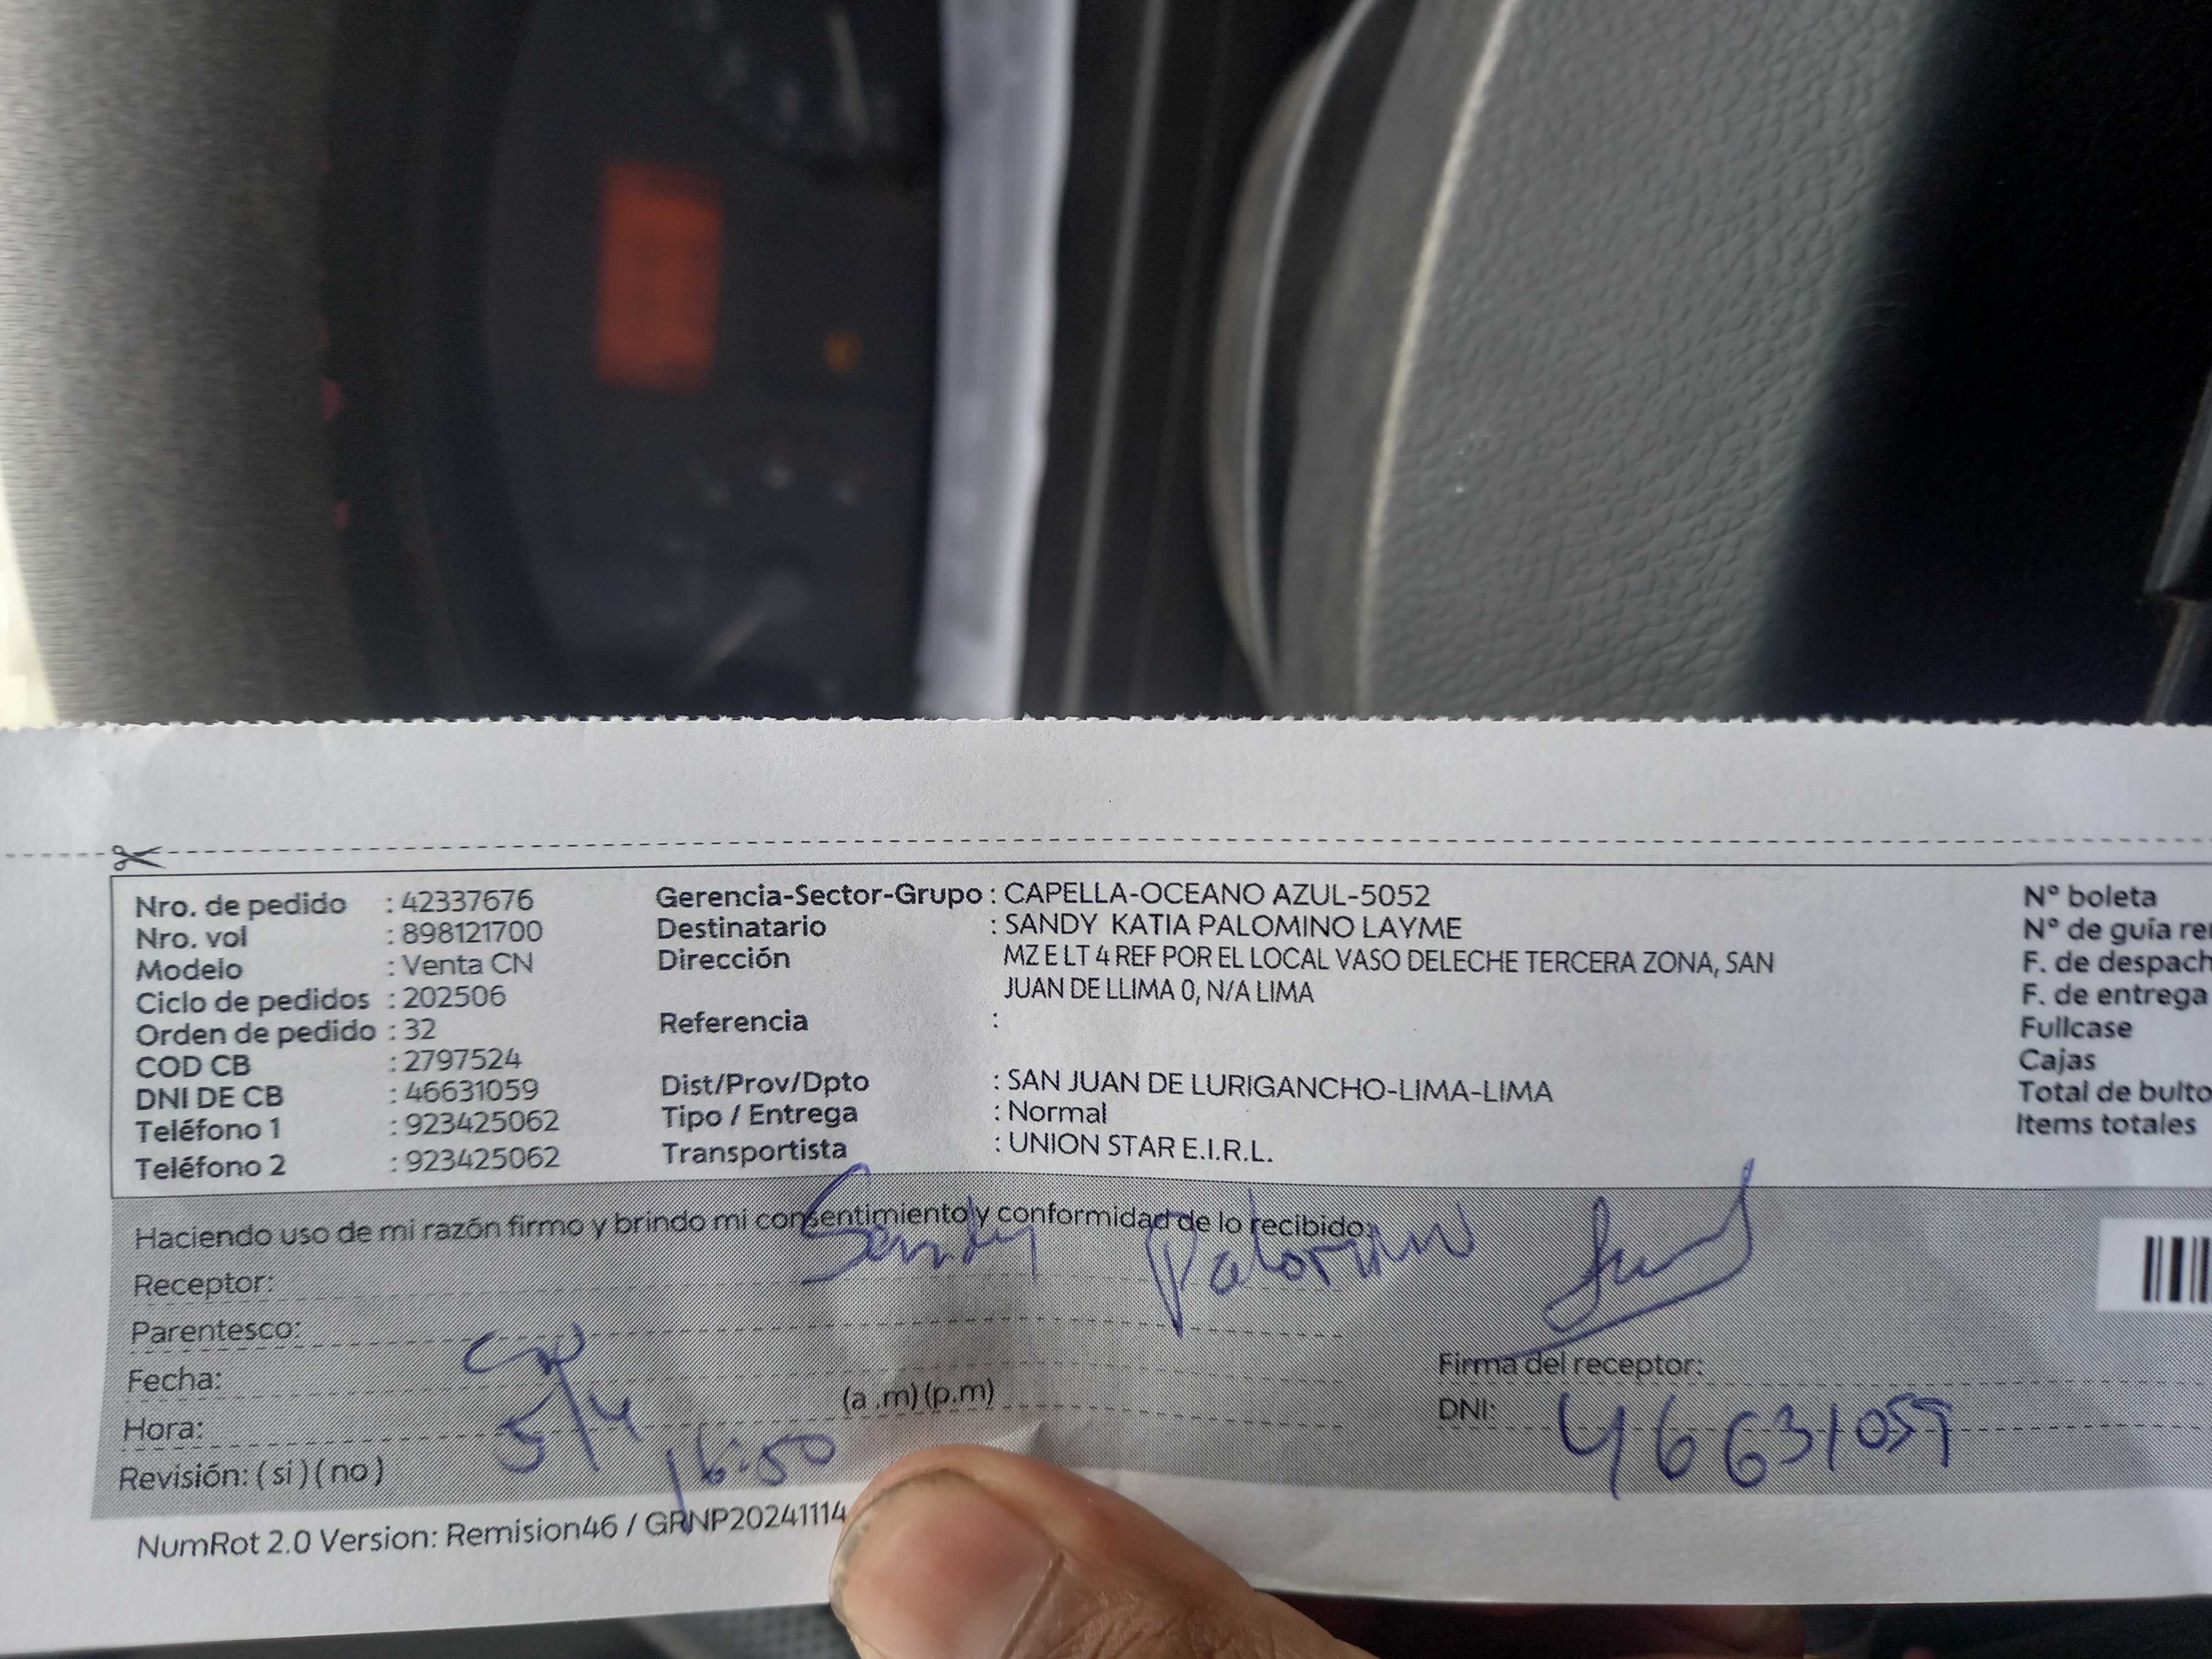 Nro. de pedido : 42337676
Nro. vol : 898121700
Modelo : Venta CN
Ciclo de pedidos : 202506
Orden de pedido : 32
COD CB : 2797524
DNI DE CB : 46631059
Teléfono 1 : 923425062
Teléfono 2 : 923425062
Gerencia-Sector-Grupo : CAPELLA-OCEANO AZUL-5052
Destinatario : SANDY KATIA PALOMINO LAYME
Dirección MZ E LT 4 REF POR EL LOCAL VASO DELECHE TERCERA ZONA, SAN
JUAN DE LLIMA 0, N/A LIMA
Referencia :
Dist/Prov/Dpto : SAN JUAN DE LURIGANCHO-LIMA-LIMA
Tipo / Entrega : Normal
Transportista : UNION STAR E.I.R.L.
N° boleta
N° de guía
F. de despach
F. de entrega
Fullcase
Cajas
Total de bulto
Items totales
Haciendo uso de mi razón firmo y brindo mi consentimiento y conformidad de lo recibido:
Receptor: Sandy Palomino
Parentesco:
Fecha: 5/4
Hora: 16:50 (a .m) (p.m)
Revisión: ( si ) ( no )
Firma del receptor:
DNI: 46631059
NumRot 2.0 Version: Remision46 / GRNP20241114